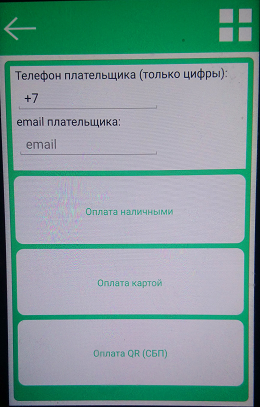 Телефон плательщика (только цифры):
+7
email плательщика:
email
Оплата наличными
Оплата картой
Оплата QR (СБП)